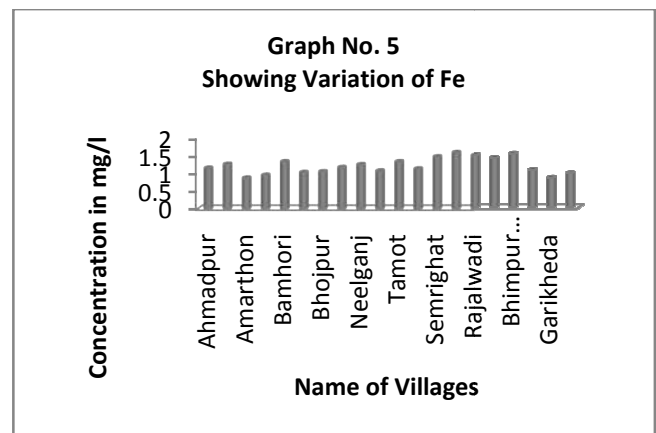 Graph No. 5
Showing Variation of Fe
Concentration in mg/l
2
1.5
1
0.5
0
Ahmadpur
Amarthon
Bamhori
Bhojpur
Neelganj
Tamot
Semrighat
Rajalwadi
Bhimpur...
Garikheda
Name of Villages